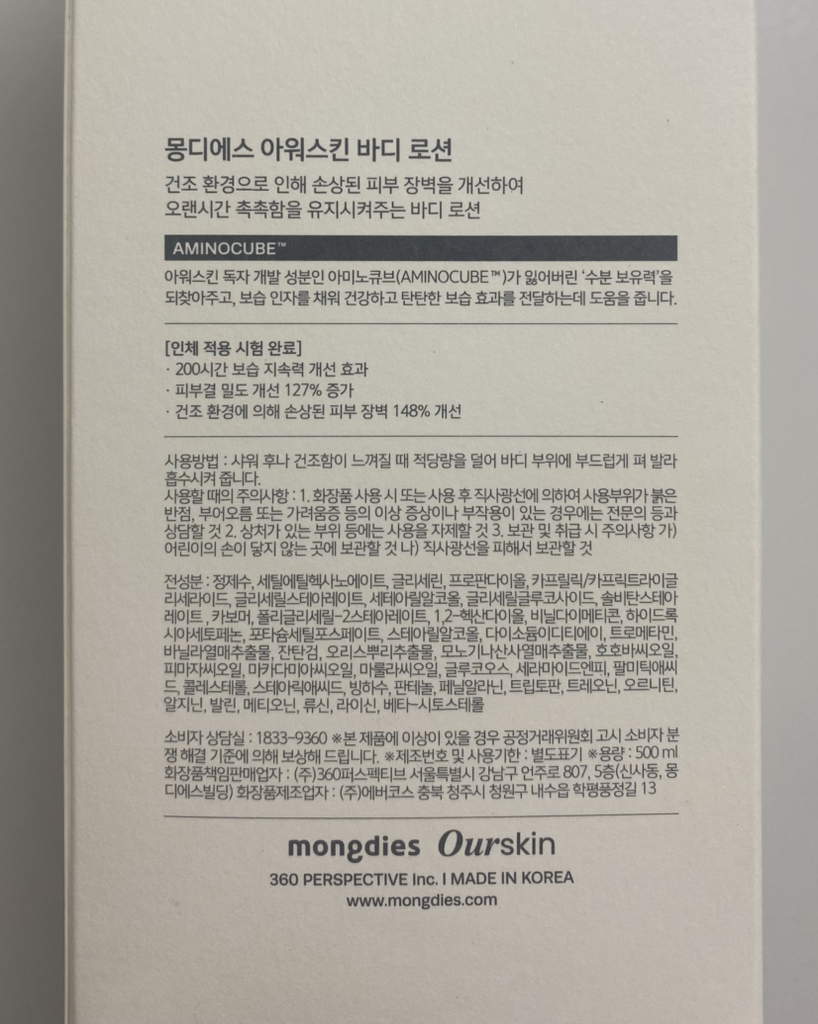 몽디에스 아워스킨 바디 로션
건조 환경으로 인해 손상된 피부 장벽을 개선하여
오랜시간 촉촉함을 유지시켜주는 바디 로션
AMINOCUBE™
아워스킨 독자 개발 성분인 아미노큐브(AMINOCUBE™)가 잃어버린 ‘수분 보유력’을
되찾아주고, 보습 인자를 채워 건강하고 탄탄한 보습 효과를 전달하는데 도움을 줍니다.
[인체 적용 시험 완료]
· 200시간 보습 지속력 개선 효과
· 피부결 밀도 개선 127% 증가
· 건조 환경에 의해 손상된 피부 장벽 148% 개선
사용방법 : 샤워 후나 건조함이 느껴질 때 적당량을 덜어 바디 부위에 부드럽게 펴 발라
흡수시켜 줍니다.
사용할 때의 주의사항 : 1. 화장품 사용 시 또는 사용 후 직사광선에 의하여 사용부위가 붉은
반점, 부어오름 또는 가려움증 등의 이상 증상이나 부작용이 있는 경우에는 전문의 등과
상담할 것 2. 상처가 있는 부위 등에는 사용을 자제할 것 3. 보관 및 취급 시 주의사항 가)
어린이의 손이 닿지 않는 곳에 보관할 것 나) 직사광선을 피해서 보관할 것
전성분 : 정제수, 세틸에틸헥사노에이트, 글리세린, 프로판다이올, 카프릴릭/카프릭트라이글
리세라이드, 글리세릴스테아레이트, 세테아릴알코올, 글리세릴글루코사이드, 솔비탄스테아
레이트 , 카보머, 폴리글리세릴-2스테아레이트, 1,2-헥산다이올, 비닐다이메티콘, 하이드록
시아세토페논, 포타슘세틸포스페이트, 스테아릴알코올, 다이소듐이디티에이, 트로메타민,
바닐라열매추출물, 잔탄검, 오리스뿌리추출물, 모노기나산사열매추출물, 호호바씨오일,
피마자씨오일, 마카다미아씨오일, 마룰라씨오일, 글루코오스, 세라마이드엔피, 팔미틱애씨
드, 콜레스테롤, 스테아릭애씨드, 빙하수, 판테놀, 페닐알라닌, 트립토판, 트레오닌, 오르니틴,
알지닌, 발린, 메티오닌, 류신, 라이신, 베타-시토스테롤
소비자 상담실 : 1833-9360 ※본 제품에 이상이 있을 경우 공정거래위원회 고시 소비자 분
쟁 해결 기준에 의해 보상해 드립니다. ※제조번호 및 사용기한 : 별도표기 ※용량 : 500 ml
화장품책임판매업자 : (주)360퍼스펙티브 서울특별시 강남구 언주로 807, 5층(신사동, 몽
디에스빌딩) 화장품제조업자 : (주)에버코스 충북 청주시 청원구 내수읍 학평풍정길 13
mongdies Ourskin
360 PERSPECTIVE Inc. I MADE IN KOREA
www.mongdies.com